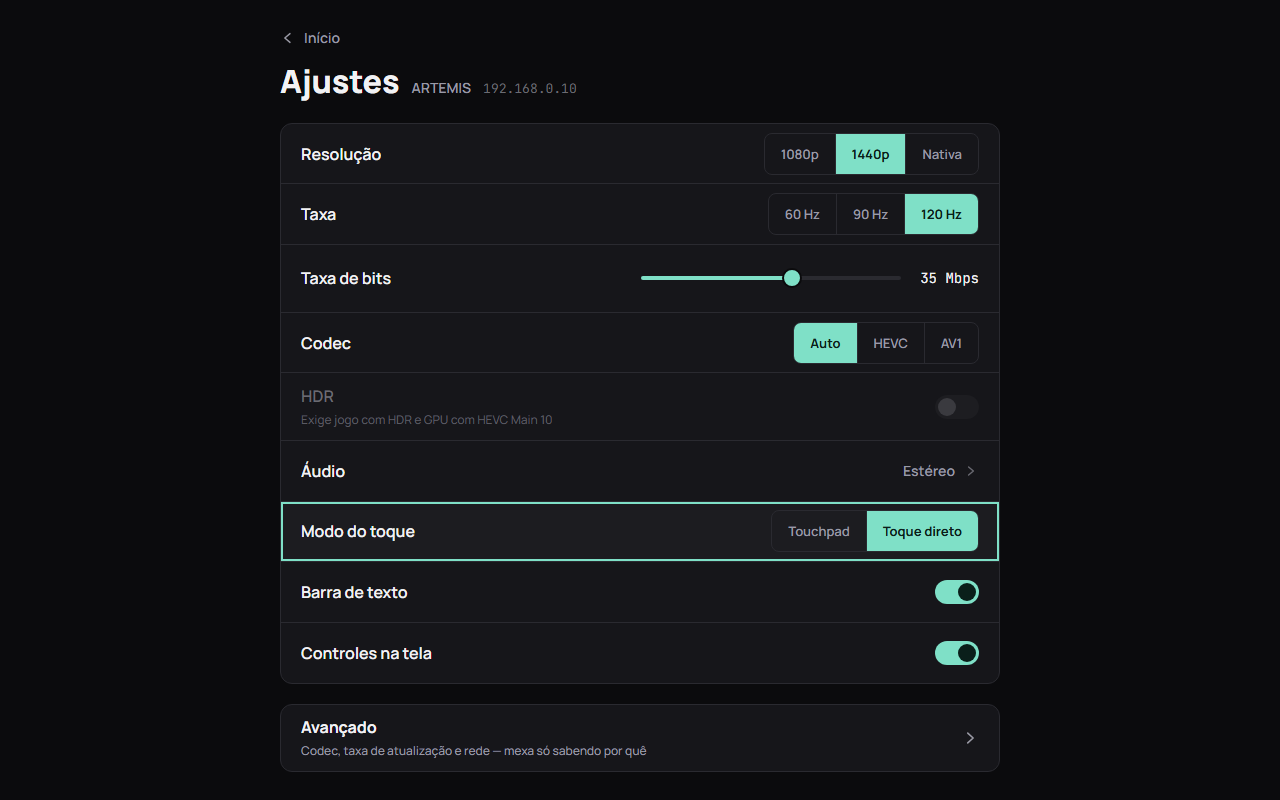 Início
Ajustes ARTEMIS 192.168.0.10
Resolução 1080p 1440p Nativa
Taxa 60 Hz 90 Hz 120 Hz
Taxa de bits 35 Mbps
Codec Auto HEVC AV1
HDR
Exige jogo com HDR e GPU com HEVC Main 10
Áudio Estéreo
Modo do toque Touchpad Toque direto
Barra de texto
Controles na tela
Avançado
Codec, taxa de atualização e rede — mexa só sabendo por quê